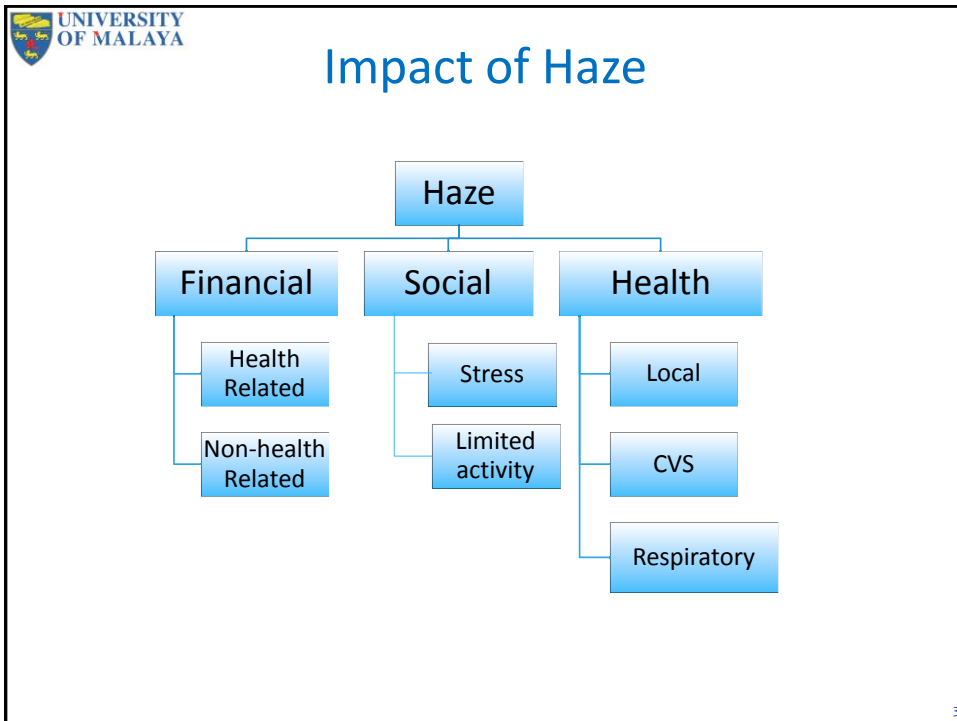 UNIVERSITY
OF MALAYA
Impact of Haze
Haze
Financial
Social
Health
Health
Related
Non-health
Related
Stress
Limited
activity
Local
CVS
Respiratory